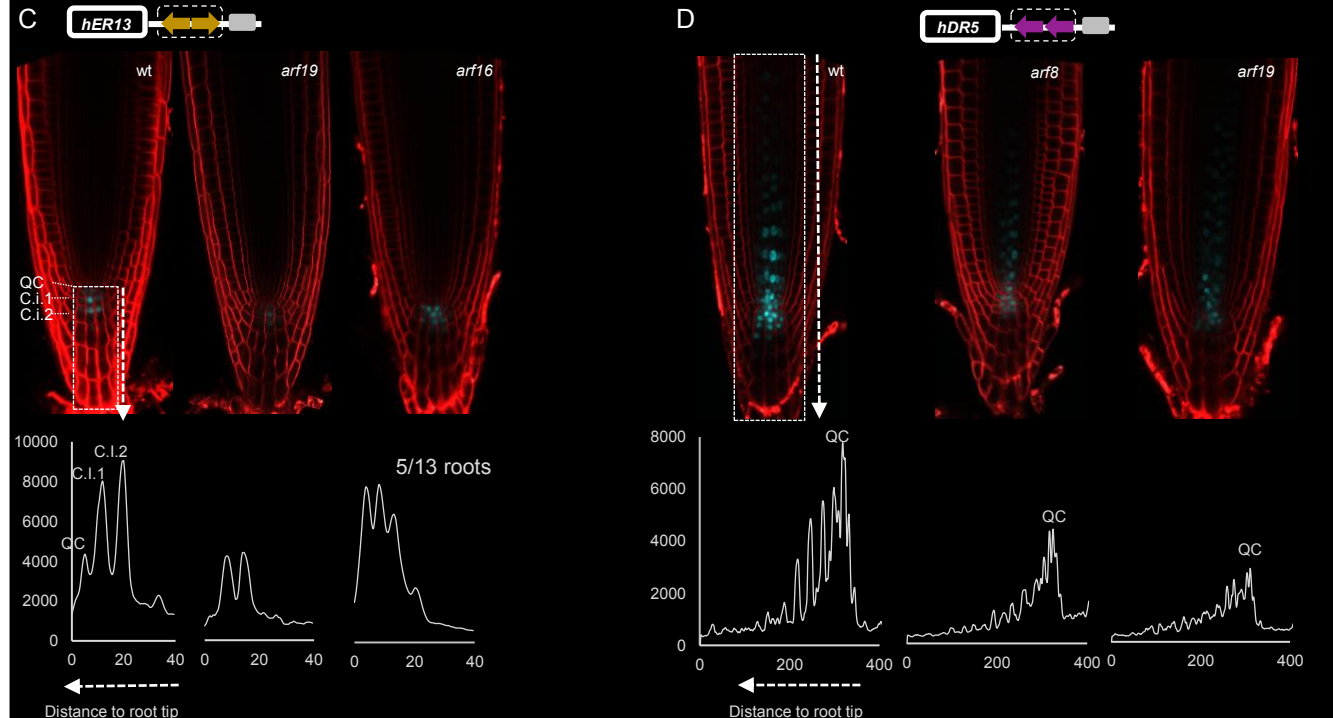 C
hER13
wt
arf19
arf16
QC
C.i.1
C.i.2
10000
8000
6000
4000
2000
0
QC
C.I.1
C.I.2
5/13 roots
0 20 40
0 20 40
0 20 40
Distance to root tip
D
hDR5
wt
arf8
arf19
8000
6000
4000
2000
0
QC
QC
QC
0 200 400
0 200 400
0 200 400
Distance to root tip